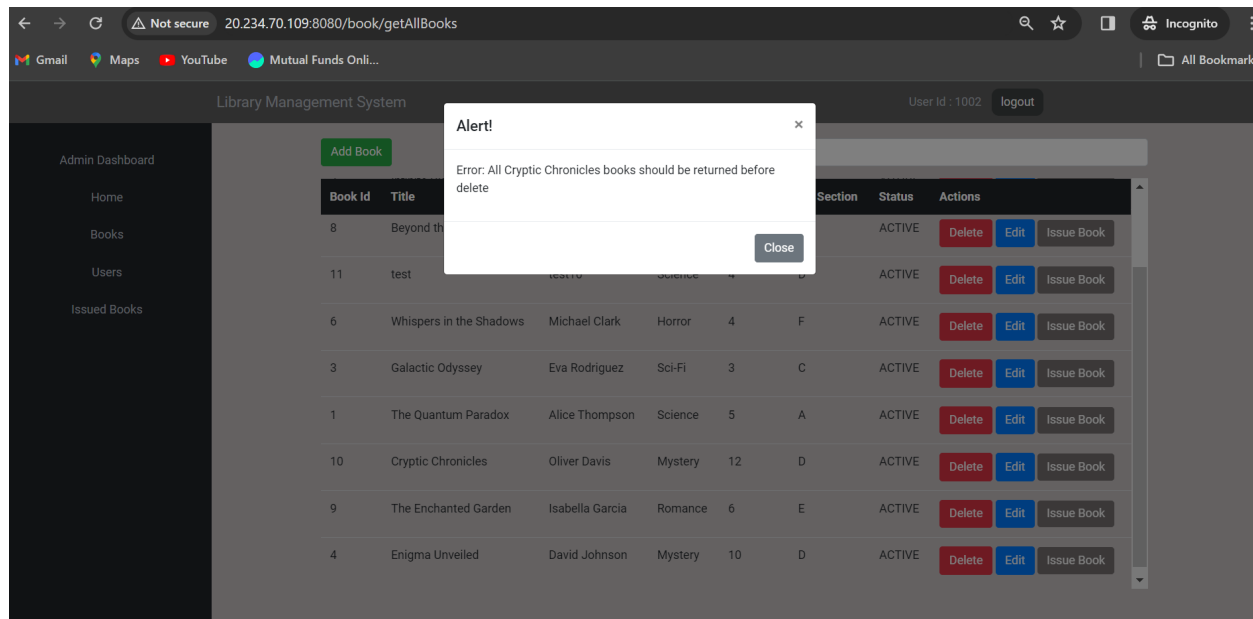 Not secure 20.234.70.109:8080/book/getAllBooks Incognito
Gmail Maps YouTube Mutual Funds Onli... All Bookmark
Library Management System User Id : 1002 logout
Alert! ×
Admin Dashboard
Home
Books
Users
Issued Books
Add Book
Error: All Cryptic Chronicles books should be returned before
delete
Close
Book Id Title Section Status Actions
8 Beyond th ACTIVE Delete Edit Issue Book
11 test test10 Science 4 D ACTIVE Delete Edit Issue Book
6 Whispers in the Shadows Michael Clark Horror 4 F ACTIVE Delete Edit Issue Book
3 Galactic Odyssey Eva Rodriguez Sci-Fi 3 C ACTIVE Delete Edit Issue Book
1 The Quantum Paradox Alice Thompson Science 5 A ACTIVE Delete Edit Issue Book
10 Cryptic Chronicles Oliver Davis Mystery 12 D ACTIVE Delete Edit Issue Book
9 The Enchanted Garden Isabella Garcia Romance 6 E ACTIVE Delete Edit Issue Book
4 Enigma Unveiled David Johnson Mystery 10 D ACTIVE Delete Edit Issue Book